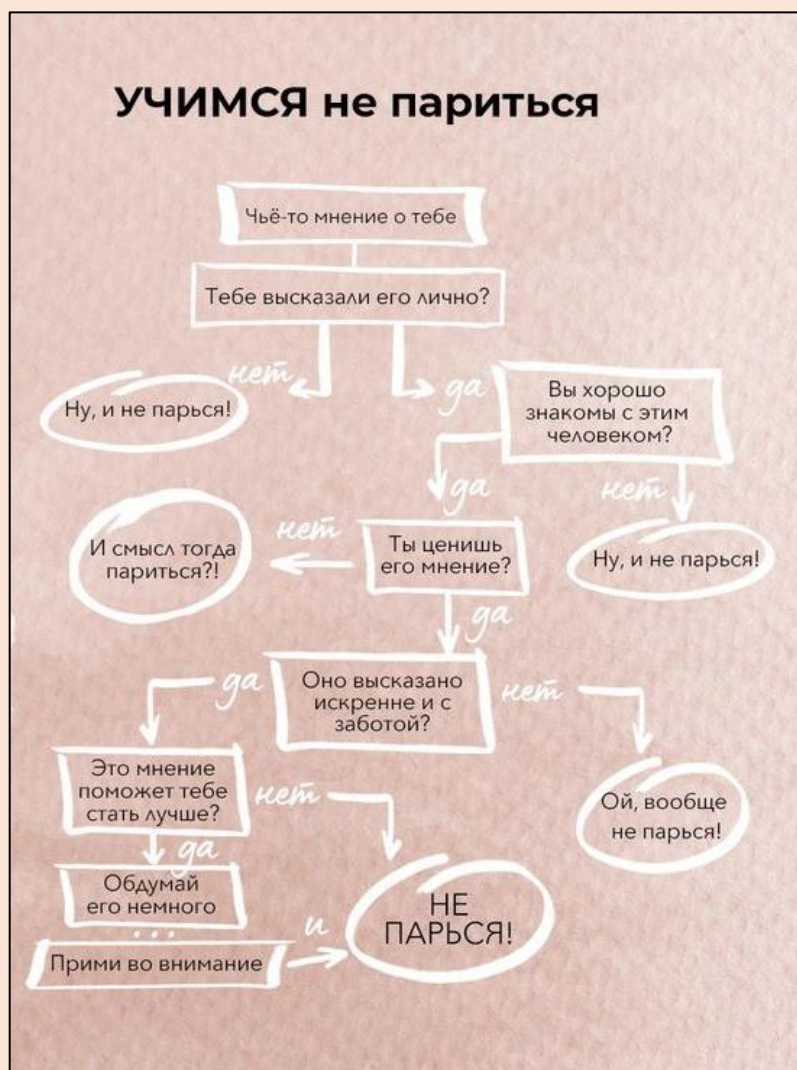 УЧИМСЯ не париться
Чьё-то мнение о тебе
Тебе высказали его лично?
нет
да
Ну, и не парься!
Вы хорошо
знакомы с этим
человеком?
да
нет
И смысл тогда
париться?!
нет
Ты ценишь
его мнение?
Ну, и не парься!
да
да
Оно высказано
искренне и с
заботой?
нет
Это мнение
поможет тебе
стать лучше?
нет
Ой, вообще
не парься!
да
Обдумай
его немного
...
Прими во внимание
и
НЕ
ПАРЬСЯ!